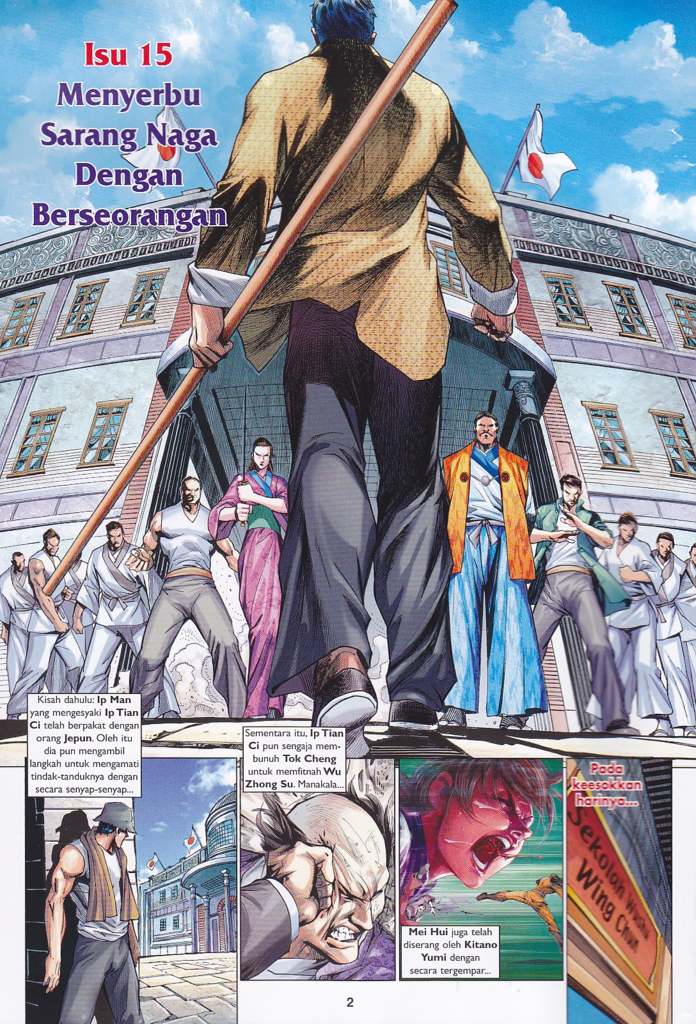 Isu 15
Menyerbu
Sarang Naga
Dengan
Berseorangan
Kisah dahulu: Ip Man
yang mengesyaki Ip Tian
Ci telah berpakat dengan
orang Jepun. Oleh itu
dia pun mengambil
langkah untuk mengamati
tindak-tanduknya dengan
secara senyap-senyap...
Sementara itu, Ip Tian
Ci pun sengaja mem-
bunuh Tok Cheng
untuk memfitnah Wu
Zhong Su. Manakala...
Mei Hui juga telah
diserang oleh Kitano
Yumi dengan
secara tergempar...
Pada
keesokkan
harinya...
Sekolah Wushu
Wing Chun
2